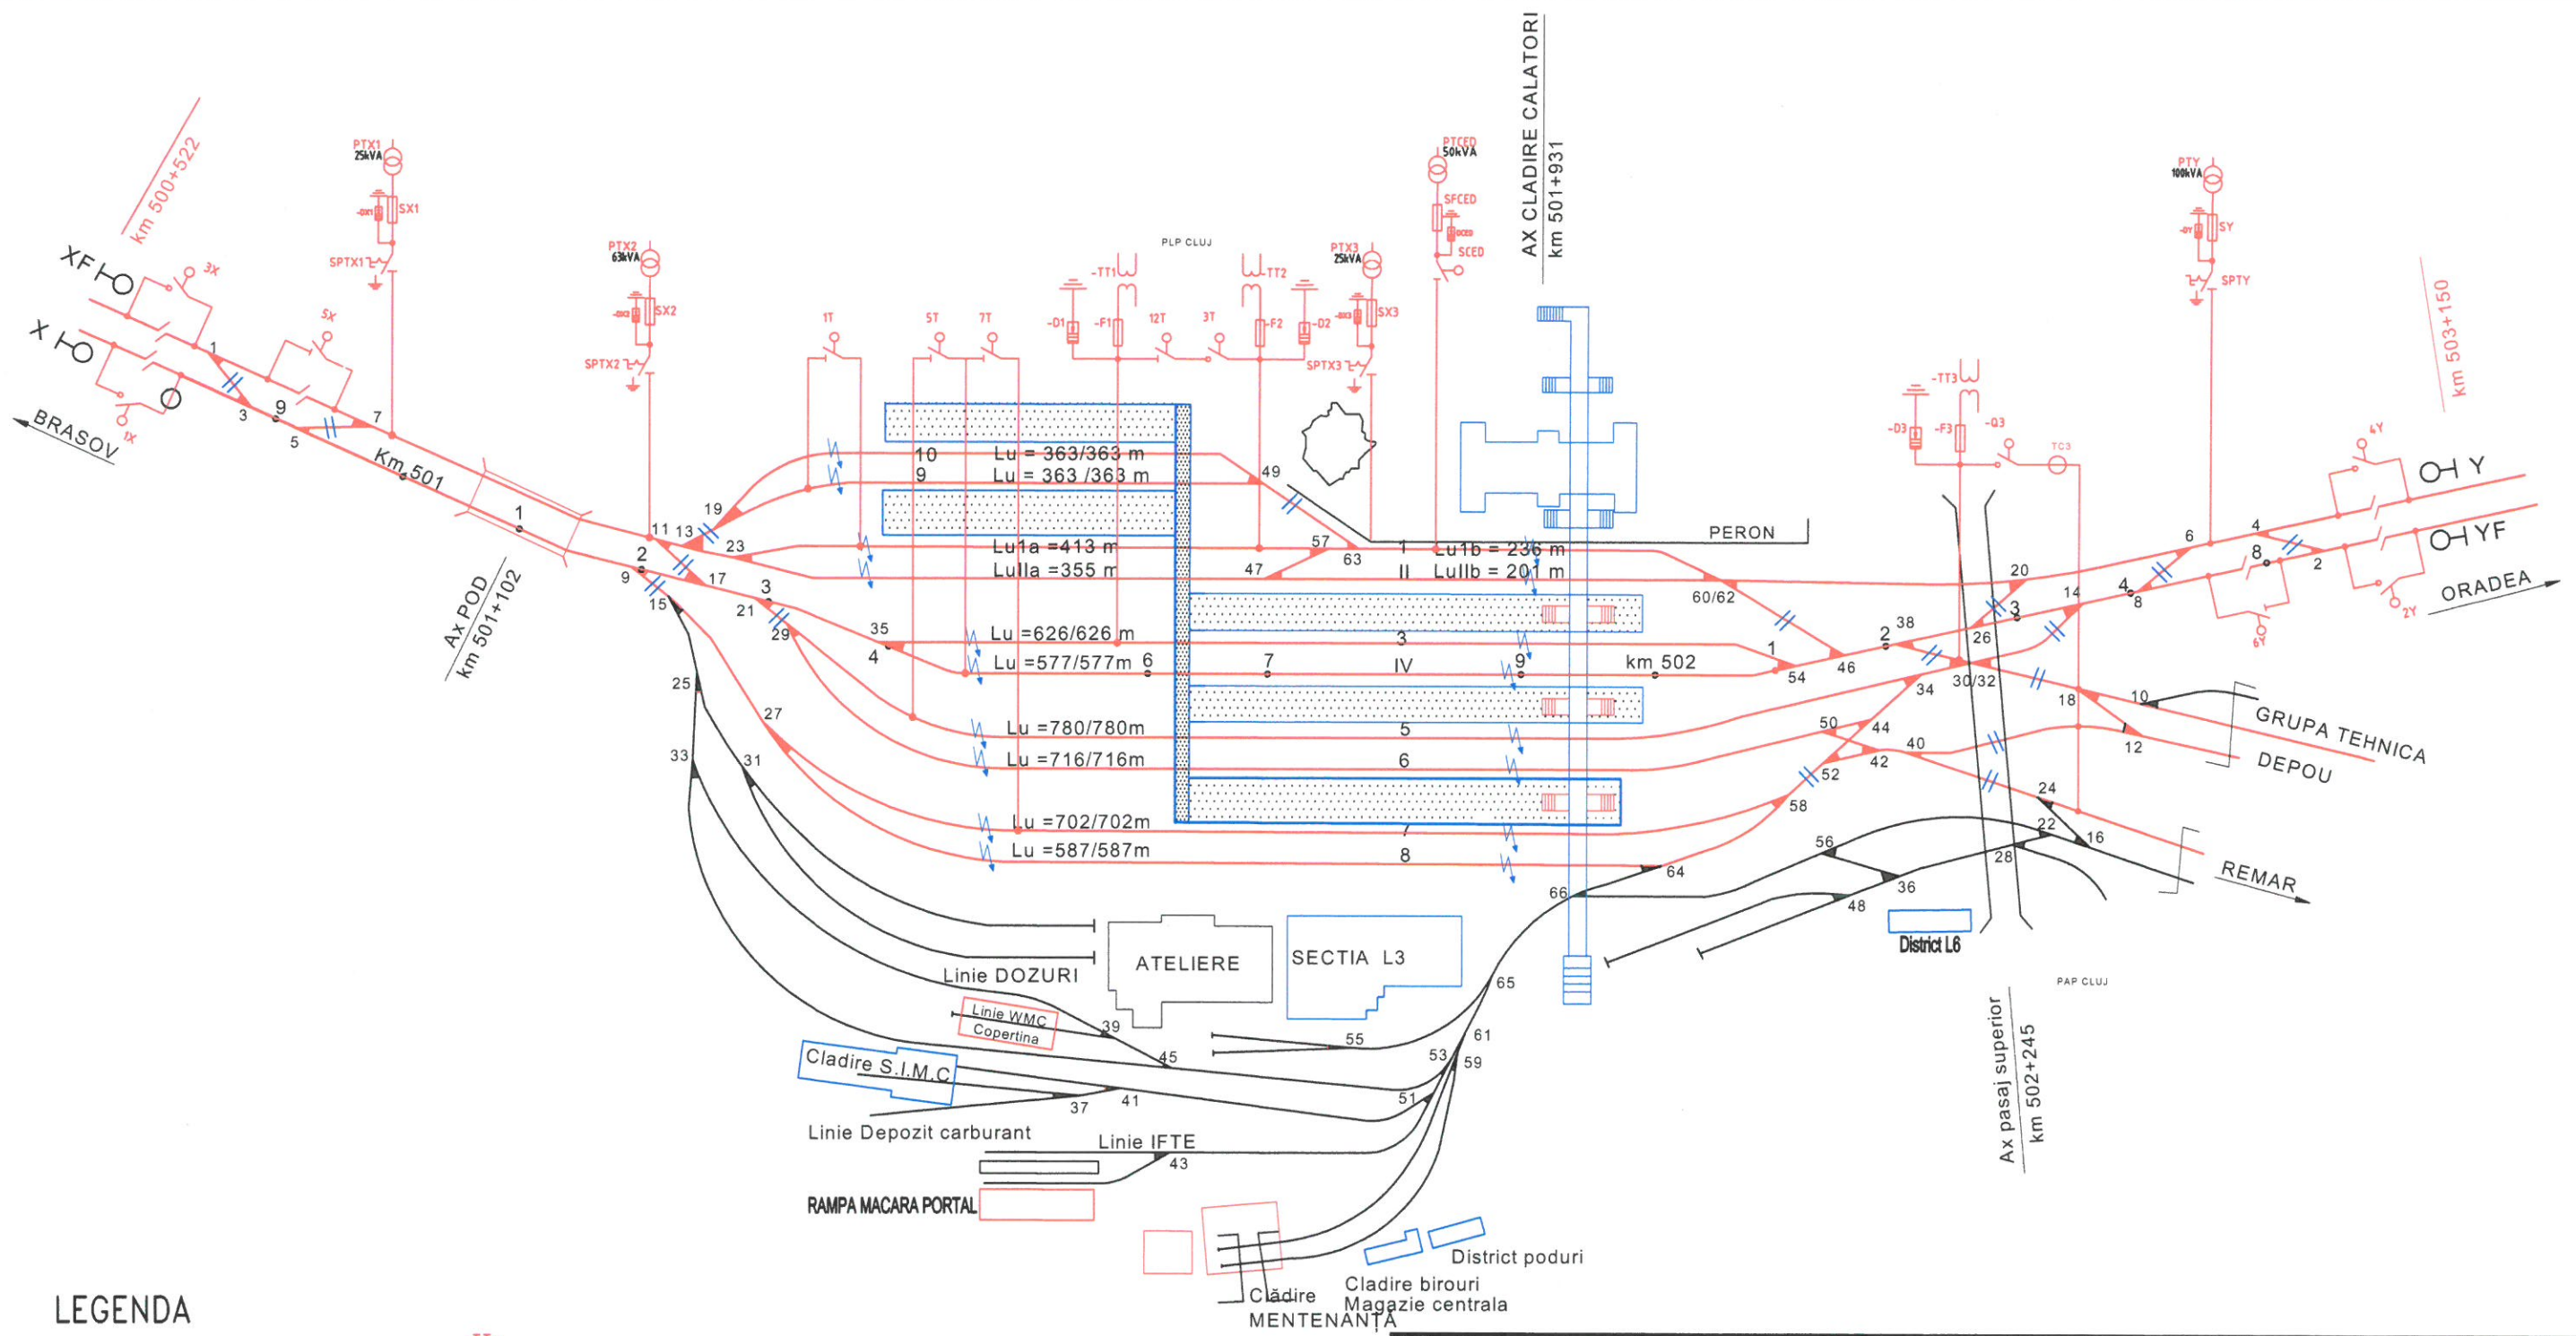 AX CLADIRE CALATORI
km 501+931
km 500+522
PTX1
25kVA
-DX1
SX1
SPTX1
PTX2
63kVA
-DX2
SX2
SPTX2
PLP CLUJ
-TT1
-TT2
-D1
-F1
12T
3T
-F2
-D2
1T
5T
7T
PTX3
25kVA
-DX3
SX3
SPTX3
PTCED
50kVA
SFCED
DCED
SCED
PTY
100kVA
-DY
SY
SPTY
km 503+150
-TT3
-D3
-F3
-Q3
TC3
XF
3X
X
1X
5X
BRASOV
1
3
9
5
7
Km 501
1
Ax POD
km 501+102
4Y
Y
YF
2Y
6Y
ORADEA
10
Lu = 363/363 m
9
Lu = 363 /363 m
49
19
11
13
23
2
9
17
15
3
21
29
Lu1a =413 m
57
1
Lu1b = 236 m
PERON
63
LuIIa =355 m
47
II
LuIIb = 201 m
60/62
6
4
8
2
20
14
4
8
3
26
35
4
Lu =626/626 m
3
1
2
38
Lu =577/577m
6
7
IV
9
km 502
54
46
30/32
34
18
10
GRUPA TEHNICA
12
DEPOU
25
27
33
31
Lu =780/780m
5
50
44
40
Lu =716/716m
6
52
42
24
58
Lu =702/702m
7
22
16
Lu =587/587m
8
64
56
28
66
36
48
REMAR
District L6
PAP CLUJ
Ax pasaj superior
km 502+245
ATELIERE
SECTIA L3
Linie DOZURI
65
Linie WMC
Copertina
39
55
61
53
59
45
Cladire S.I.M.C
51
37
41
Linie Depozit carburant
Linie IFTE
43
RAMPA MACARA PORTAL
District poduri
Cladire birouri
Magazie centrala
Clădire
MENTENANȚĂ
LEGENDA